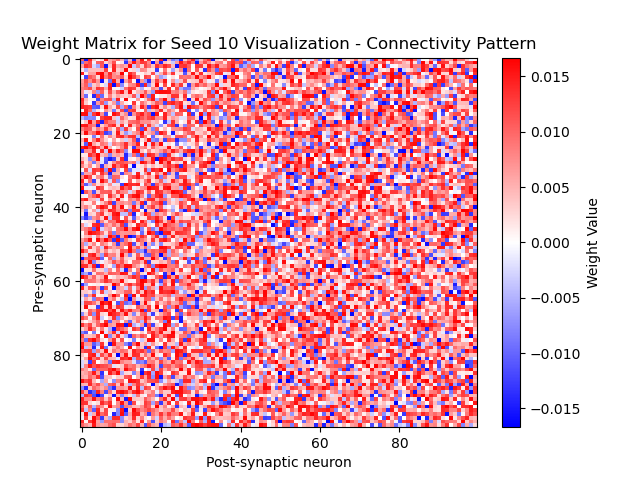 Weight Matrix for Seed 10 Visualization - Connectivity Pattern
0
20
40
60
80
Pre-synaptic neuron
0 20 40 60 80
Post-synaptic neuron
0.015
0.010
0.005
0.000
−0.005
−0.010
−0.015
Weight Value